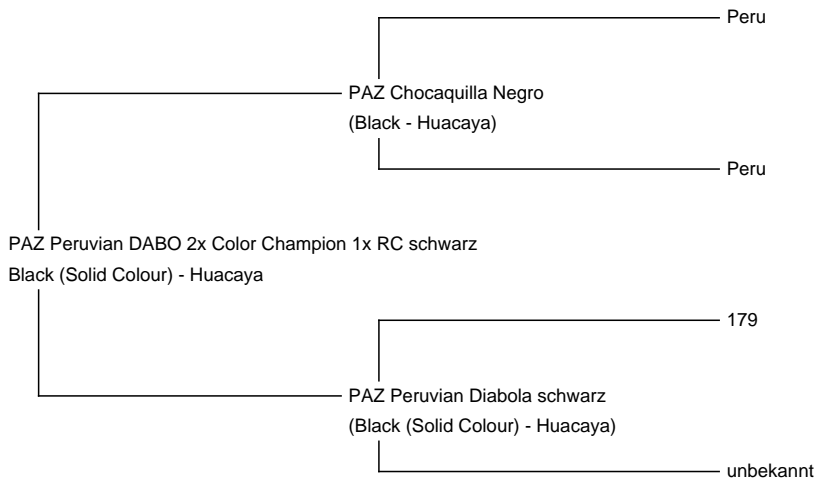 Peru
PAZ Chocaquilla Negro
(Black - Huacaya)
Peru
PAZ Peruvian DABO 2x Color Champion 1x RC schwarz
Black (Solid Colour) - Huacaya
179
PAZ Peruvian Diabola schwarz
(Black (Solid Colour) - Huacaya)
unbekannt